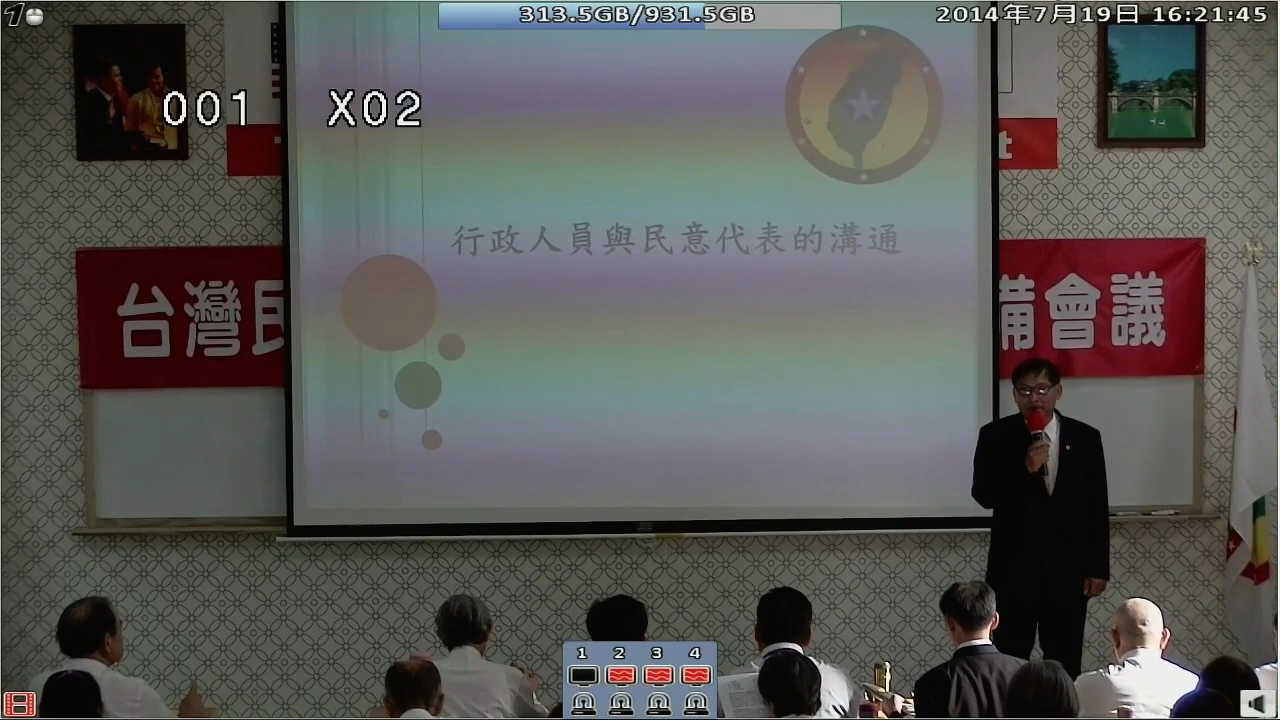 1
313.5GB/931.5GB
2014年7月19日 16:21:45
001 X02
t
行政人員與民意代表的溝通
台灣民
備會議
1 2 3 4